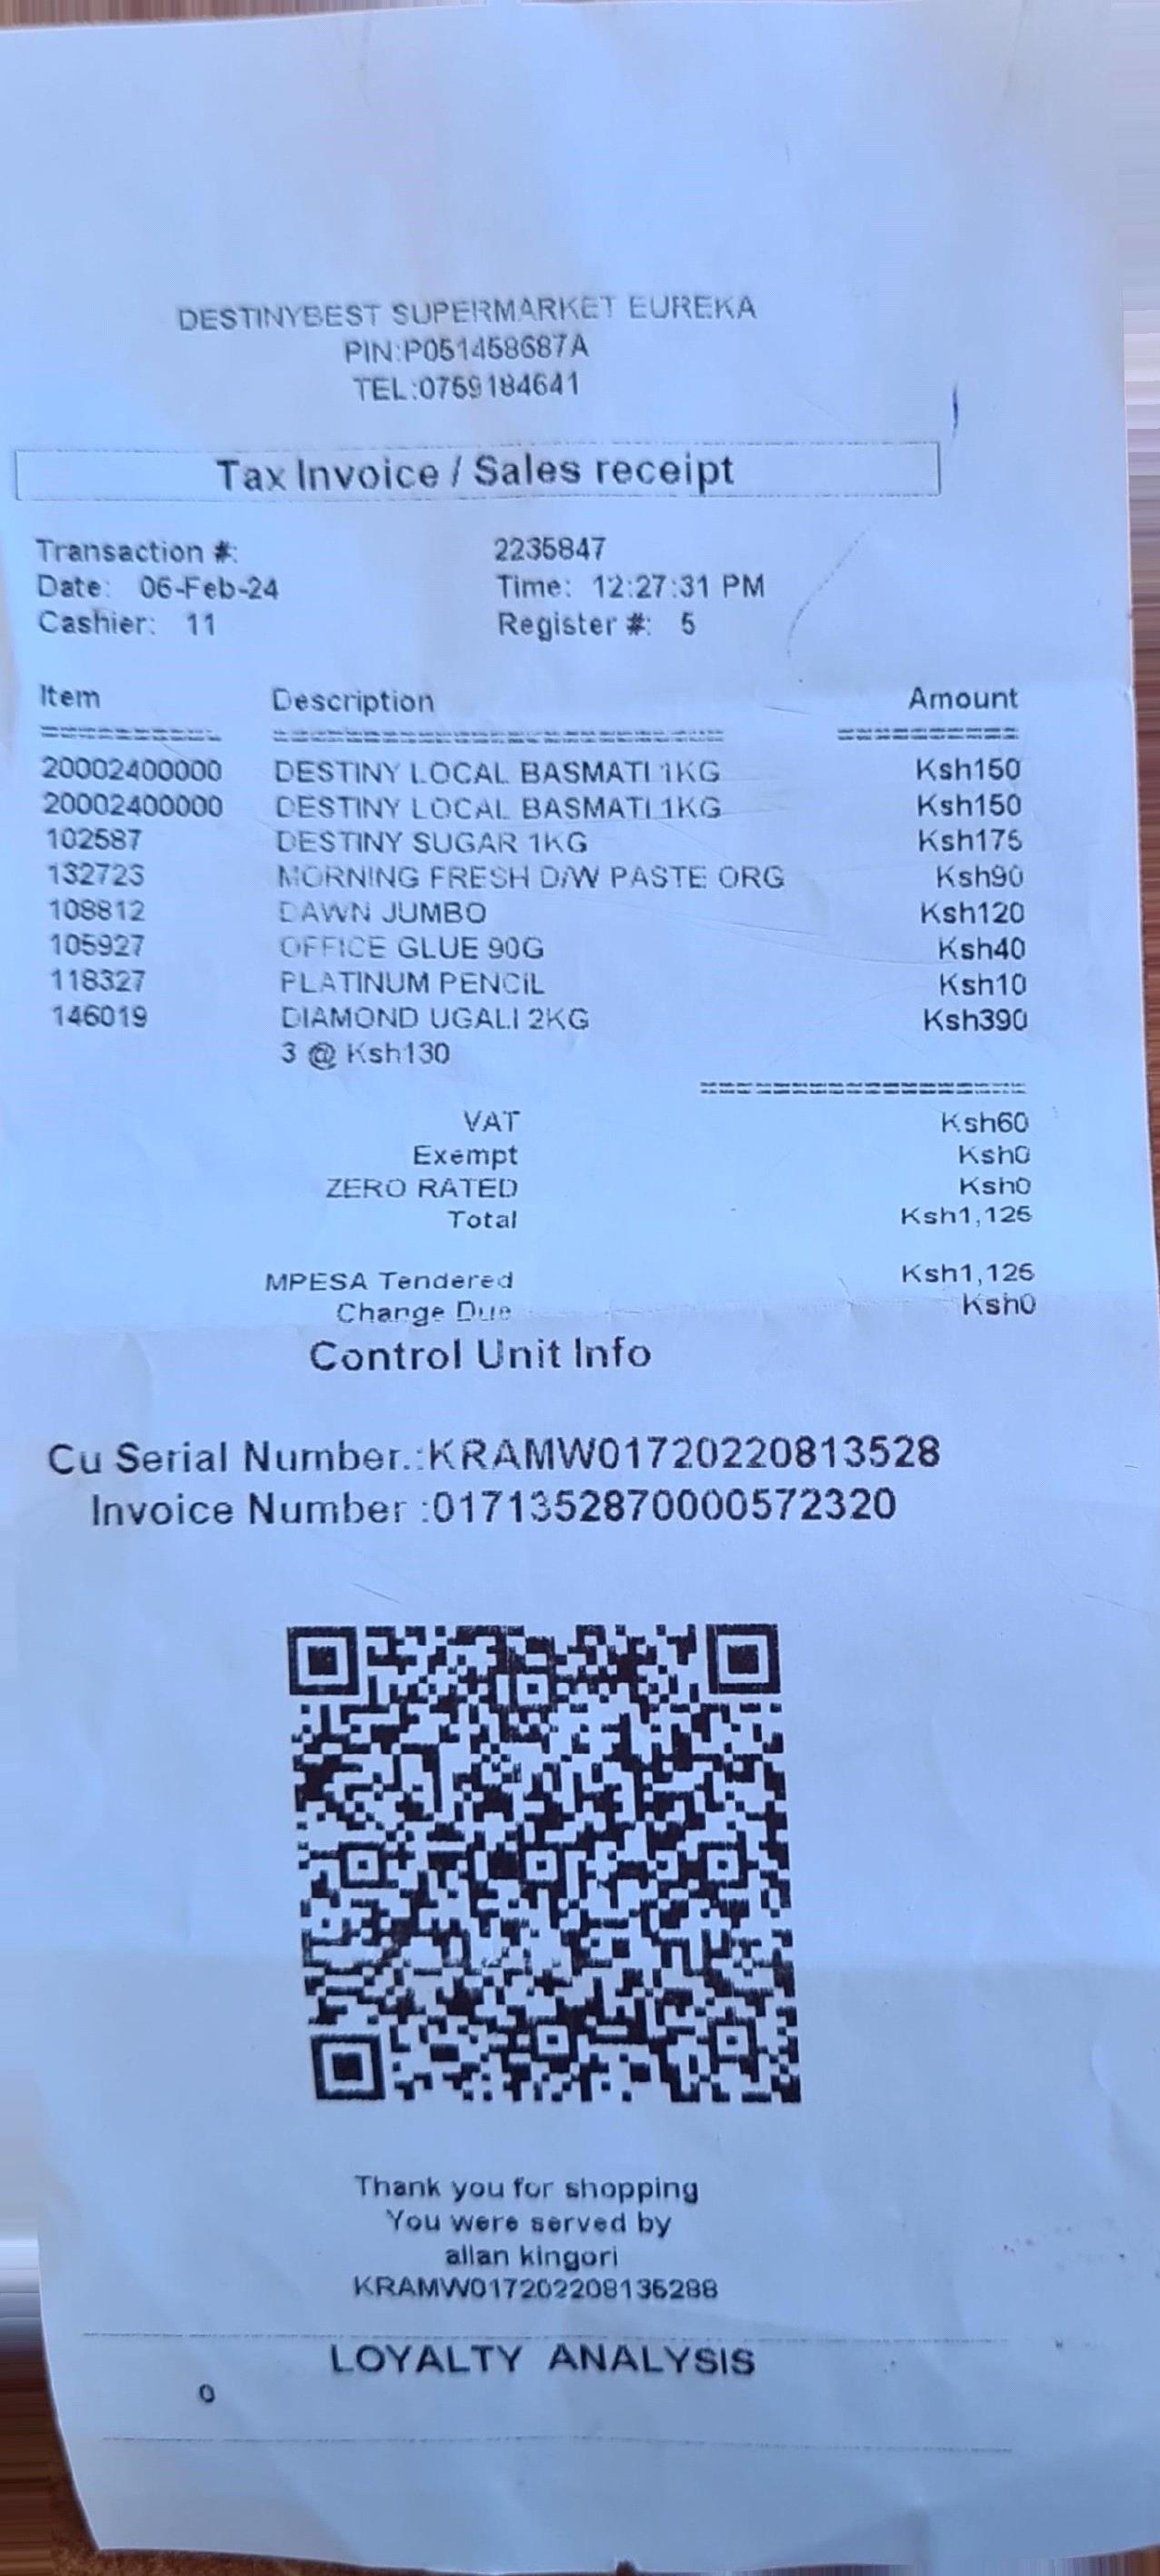 DESTINYBEST SUPERMARKET EUREKA
PIN:P051458687A
TEL:0759184641
Tax Invoice / Sales receipt
Transaction #: 2235847
Date: 06-Feb-24 Time: 12:27:31 PM
Cashier: 11 Register #: 5
Item Description Amount
20002400000 DESTINY LOCAL BASMATI 1KG Ksh150
20002400000 DESTINY LOCAL BASMATI 1KG Ksh150
102587 DESTINY SUGAR 1KG Ksh175
132723 MORNING FRESH D/W PASTE ORG Ksh90
108812 DAWN JUMBO Ksh120
105927 OFFICE GLUE 90G Ksh40
118327 PLATINUM PENCIL Ksh10
146019 DIAMOND UGALI 2KG Ksh390
3 @ Ksh130
VAT Ksh60
Exempt Ksh0
ZERO RATED Ksh0
Total Ksh1,125
MPESA Tendered Ksh1,125
Change Due Ksh0
Control Unit Info
Cu Serial Number.:KRAMW01720220813528
Invoice Number :0171352870000572320
Thank you for shopping
You were served by
allan kingori
KRAMW017202208135288
LOYALTY ANALYSIS
0